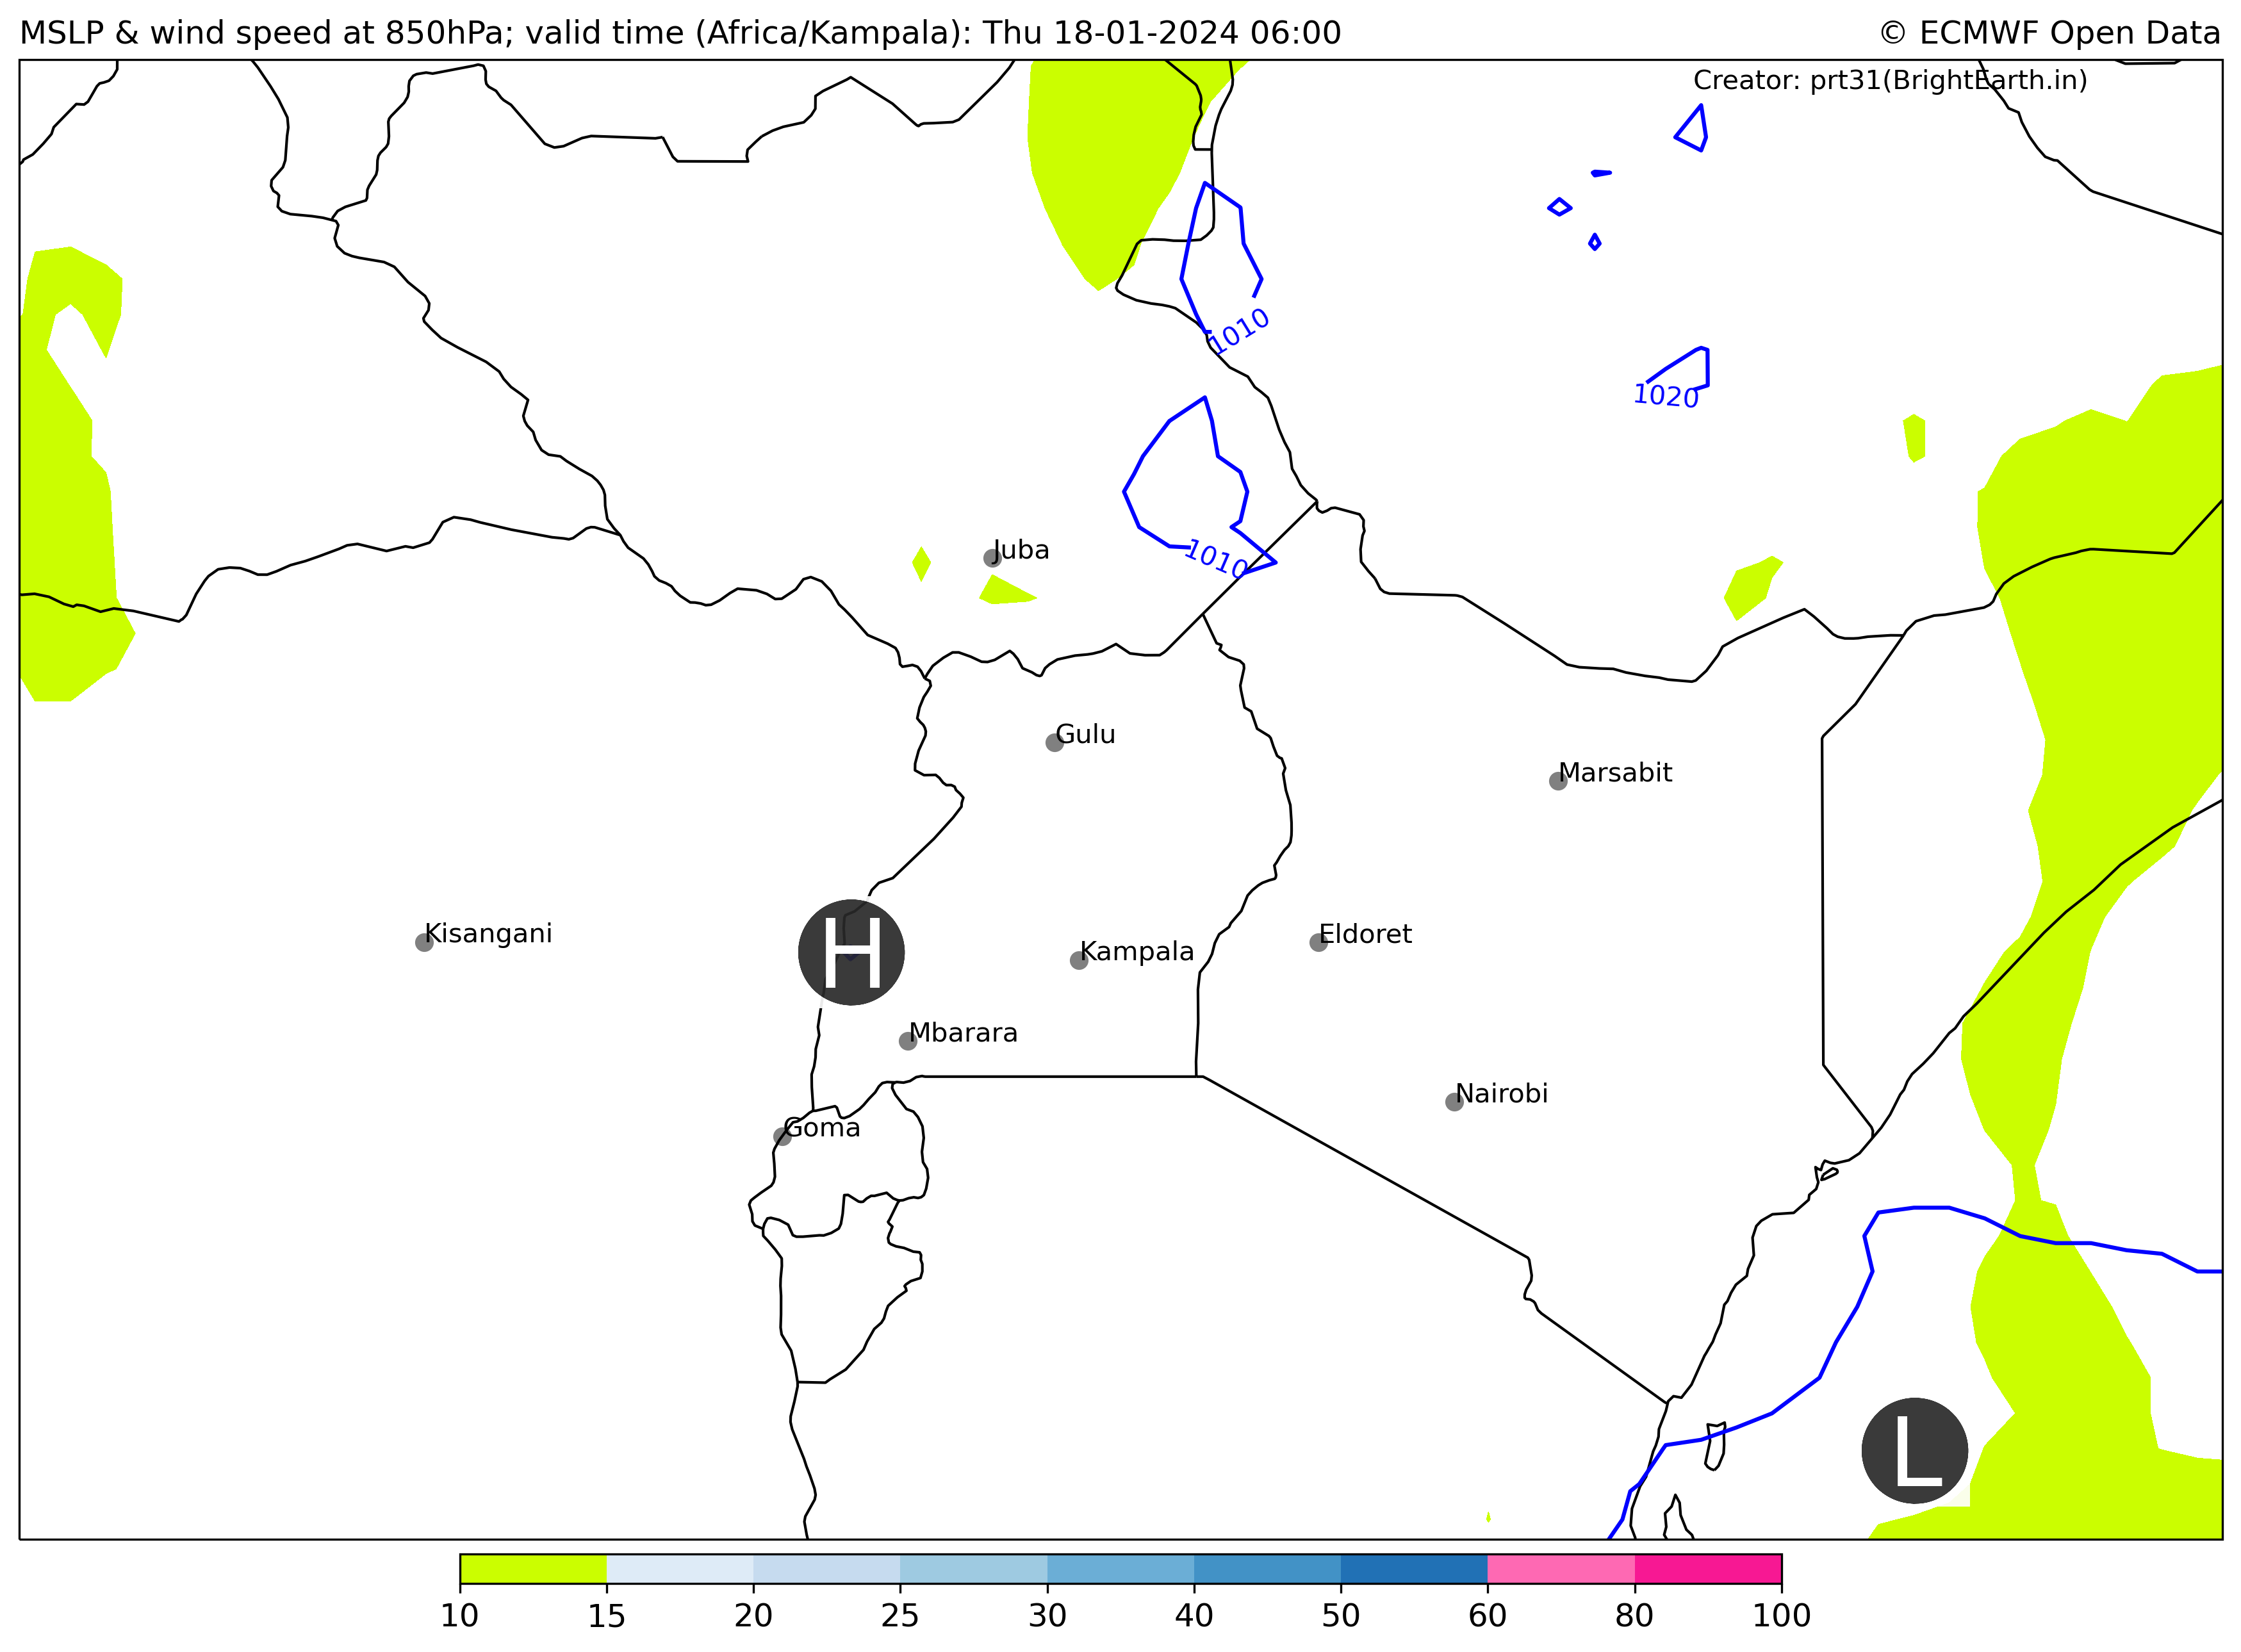 MSLP & wind speed at 850hPa; valid time (Africa/Kampala): Thu 18-01-2024 06:00
© ECMWF Open Data
Creator: prt31(BrightEarth.in)
1010
1020
1010
Juba
Gulu
Marsabit
Kisangani
H
Kampala
Eldoret
Mbarara
Nairobi
Goma
L
10 15 20 25 30 40 50 60 80 100